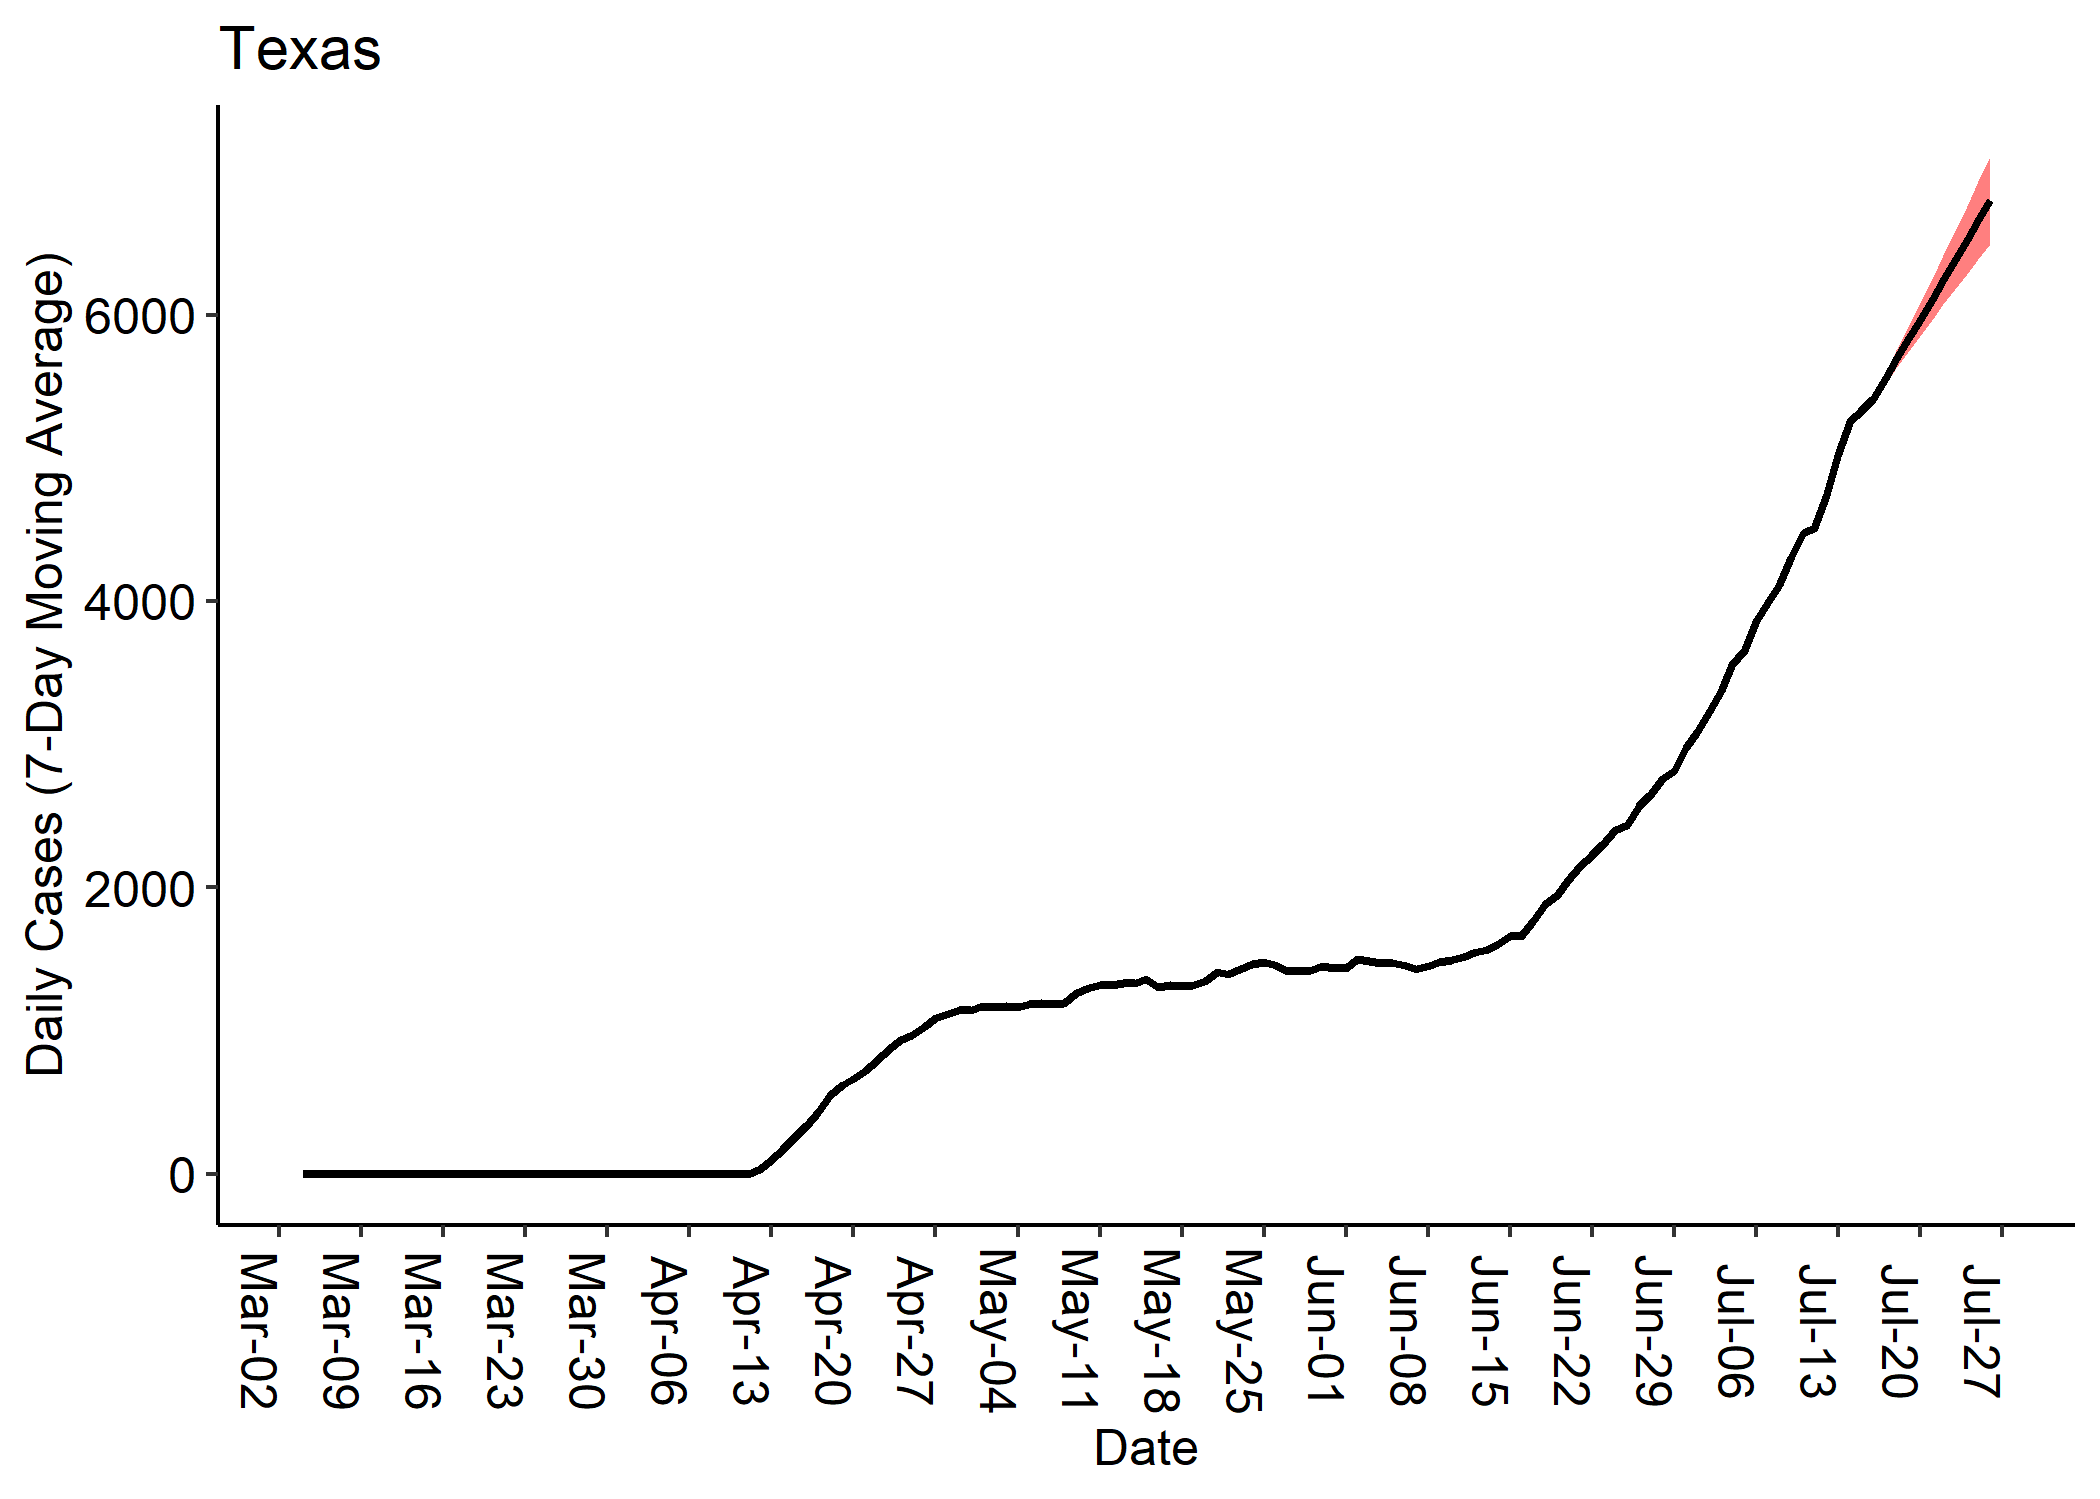 Texas
Daily Cases (7-Day Moving Average)
6000
4000
2000
0
Mar-02
Mar-09
Mar-16
Mar-23
Mar-30
Apr-06
Apr-13
Apr-20
Apr-27
May-04
May-11
May-18
May-25
Jun-01
Jun-08
Jun-15
Jun-22
Jun-29
Jul-06
Jul-13
Jul-20
Jul-27
Date